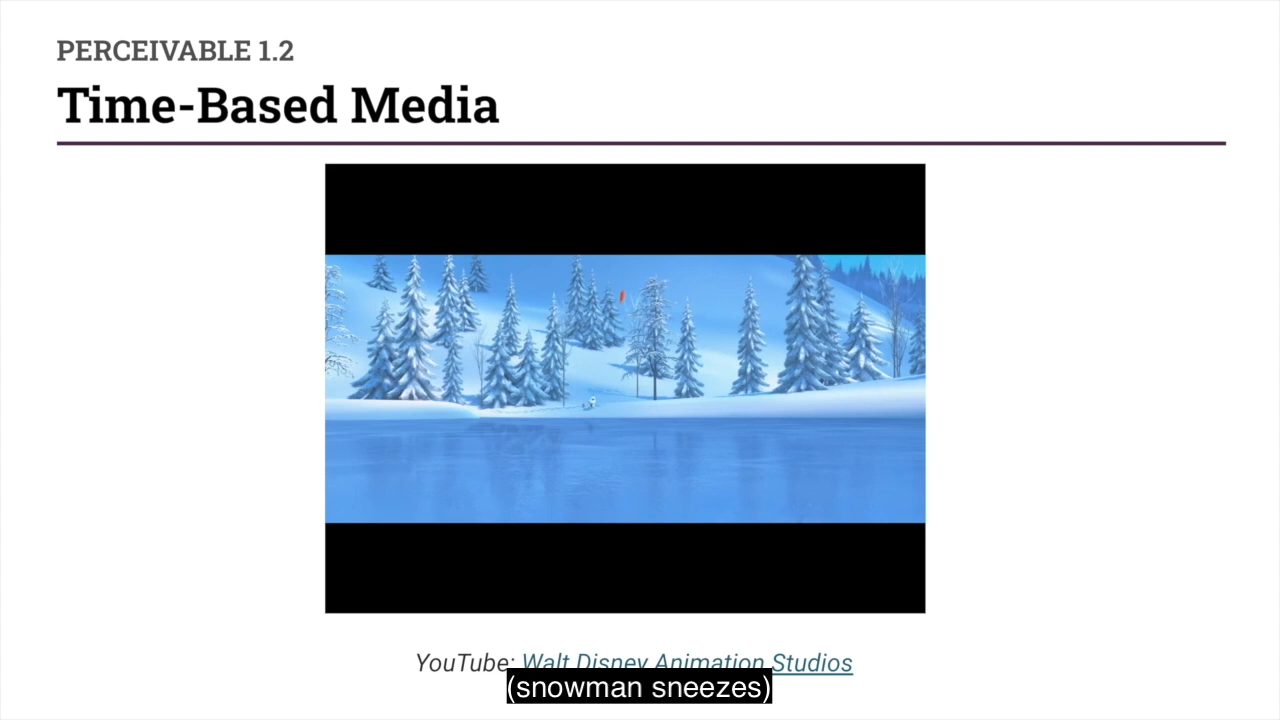 PERCEIVABLE 1.2
Time-Based Media
YouTube: Walt Disney Animation Studios
(snowman sneezes)